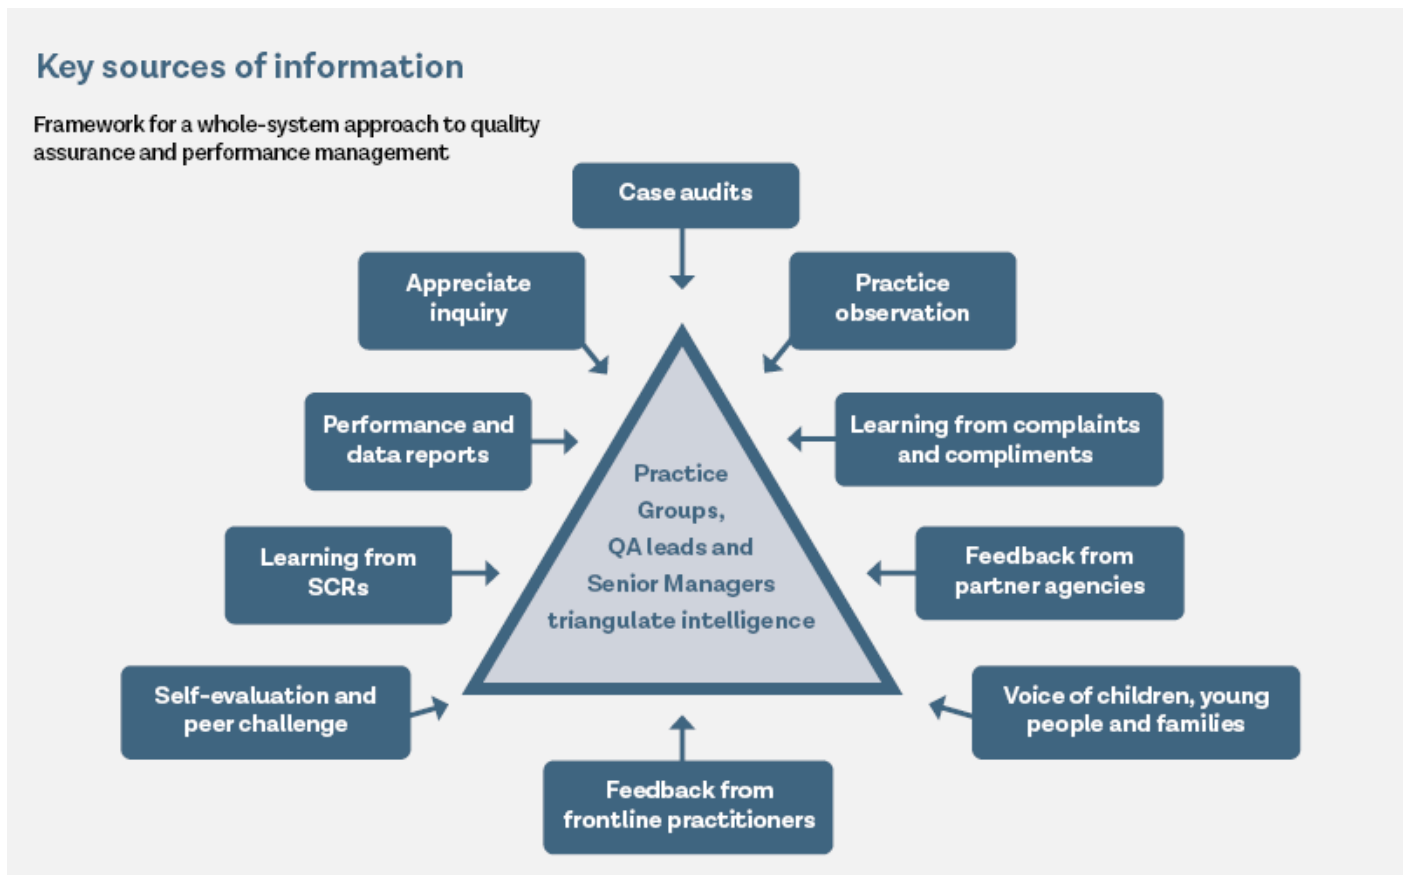 Key sources of information
Framework for a whole-system approach to quality
assurance and performance management
Case audits
Appreciate
inquiry
Practice
observation
Performance and
data reports
Learning from complaints
and compliments
Practice
Groups,
QA leads and
Senior Managers
triangulate intelligence
Learning from
SCRs
Feedback from
partner agencies
Self-evaluation and
peer challenge
Voice of children, young
people and families
Feedback from
frontline practitioners